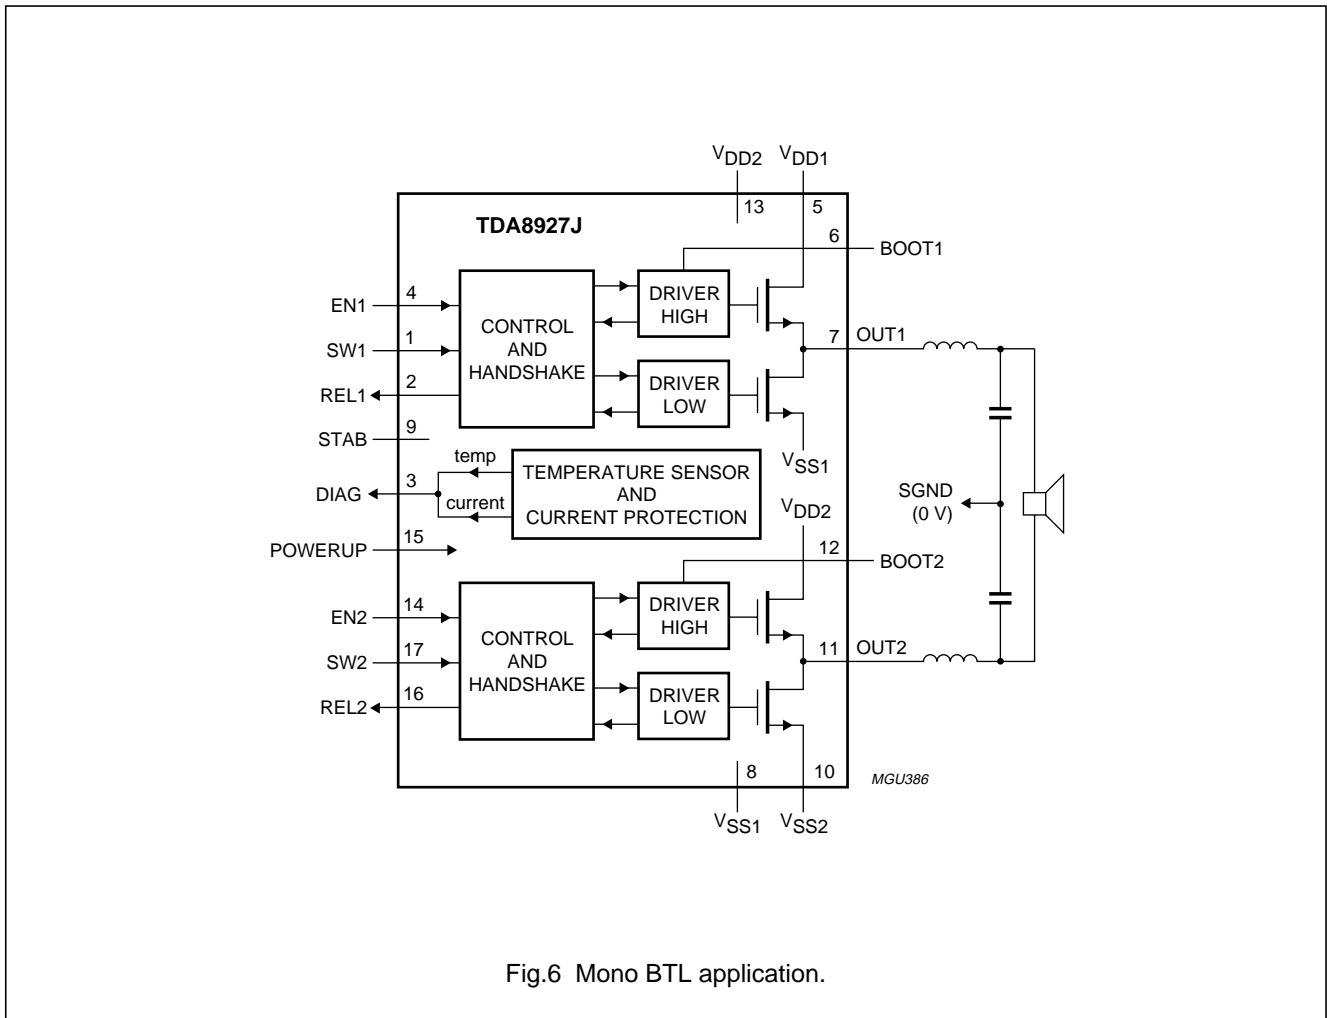 VDD2 VDD1
13 5
TDA8927J
6 BOOT1
EN1 4
DRIVER
HIGH
SW1 1
CONTROL
AND
HANDSHAKE
7 OUT1
REL1 2
DRIVER
LOW
STAB 9
VSS1
temp
TEMPERATURE SENSOR
AND
CURRENT PROTECTION
DIAG 3
current
SGND
(0 V)
VDD2
POWERUP 15
12 BOOT2
EN2 14
DRIVER
HIGH
SW2 17
CONTROL
AND
HANDSHAKE
11 OUT2
REL2 16
DRIVER
LOW
8 10
MGU386
VSS1 VSS2
Fig.6 Mono BTL application.